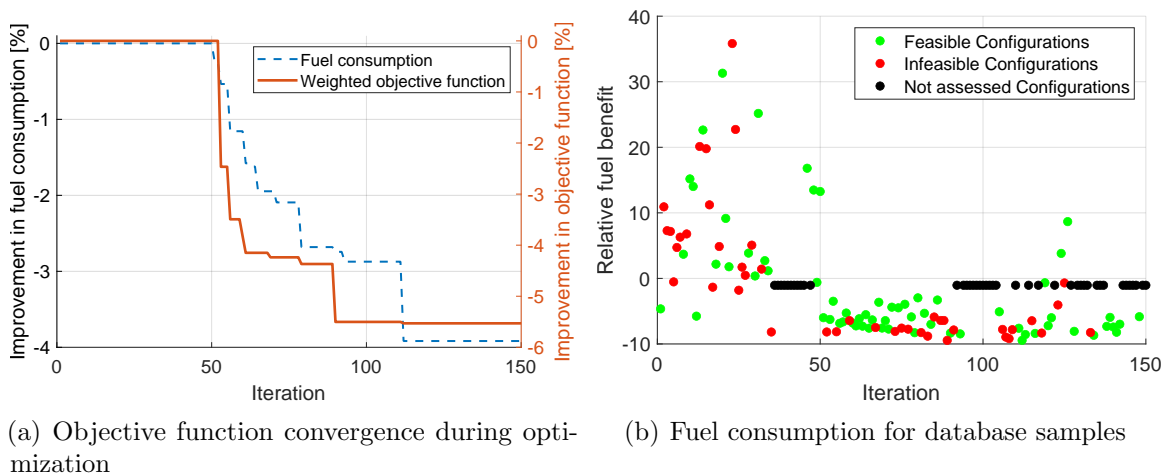 Improvement in fuel consumption [%]
0
-1
-2
-3
-4
0
50
100
150
Iteration
Fuel consumption
Weighted objective function
0
-1
-2
-3
-4
-5
-6
Improvement in objective function [%]
(a) Objective function convergence during opti-
mization
Relative fuel benefit
40
30
20
10
0
-10
0
50
100
150
Iteration
Feasible Configurations
Infeasible Configurations
Not assessed Configurations
(b) Fuel consumption for database samples